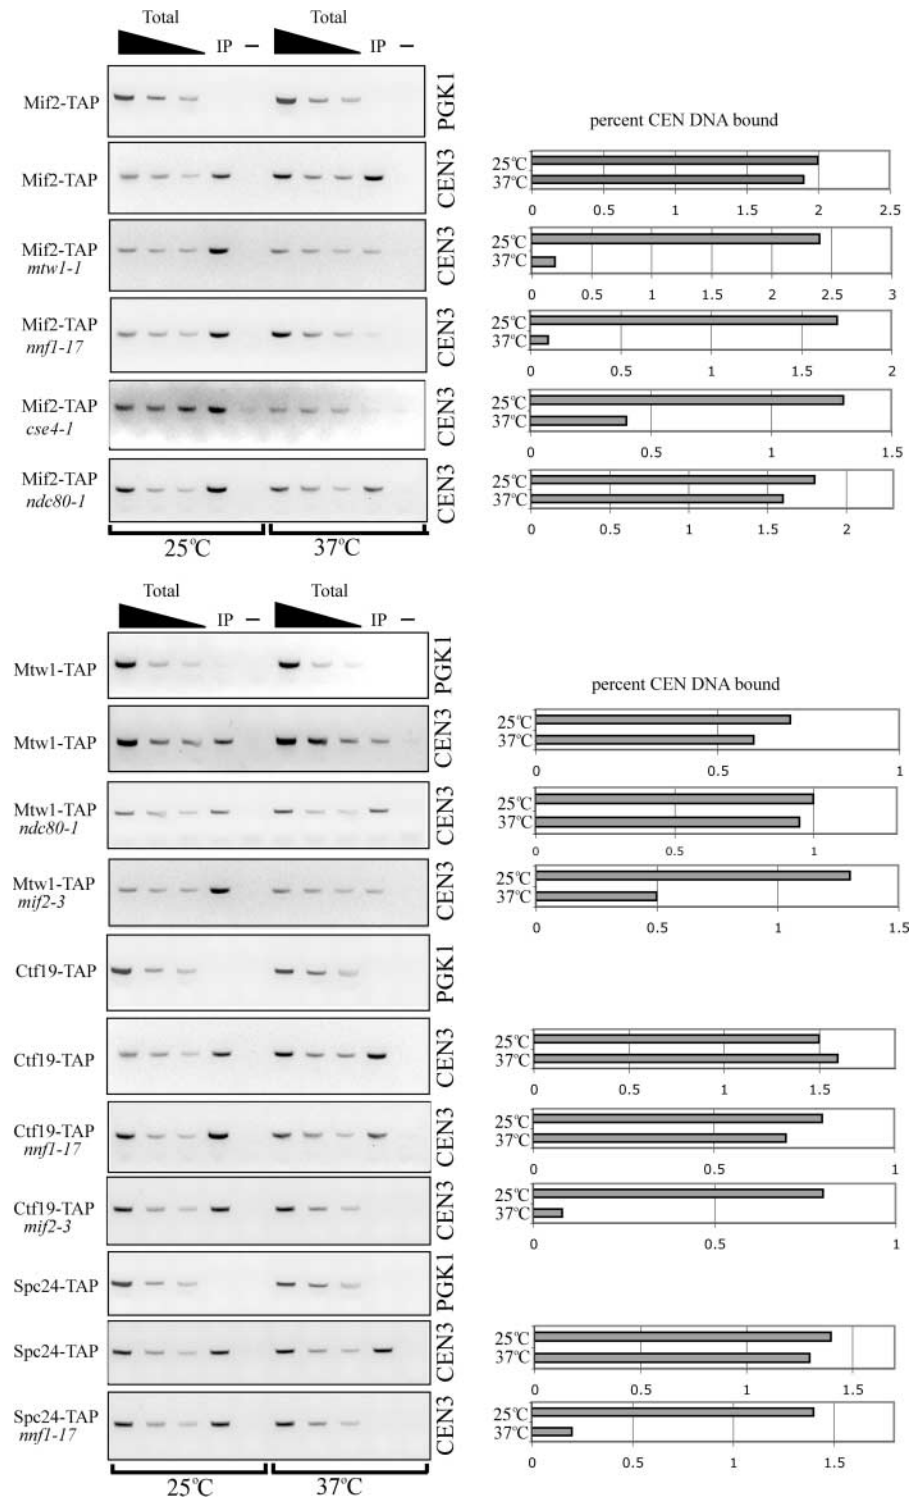 Total
IP – IP –
Mif2-TAP PGK1
percent CEN DNA bound
Mif2-TAP CEN3 25°C 37°C
0 0.5 1 1.5 2 2.5
Mif2-TAP mtw1-1 CEN3 25°C 37°C
0 0.5 1 1.5 2 2.5 3
Mif2-TAP nnf1-17 CEN3 25°C 37°C
0 0.5 1 1.5 2
Mif2-TAP cse4-1 CEN3 25°C 37°C
0 0.5 1 1.5
Mif2-TAP ndc80-1 CEN3 25°C 37°C
0 0.5 1 1.5 2
25°C 37°C
Total Total
IP – IP –
Mtw1-TAP PGK1
percent CEN DNA bound
Mtw1-TAP CEN3 25°C 37°C
0 0.5 1
Mtw1-TAP ndc80-1 CEN3 25°C 37°C
0 0.5 1
Mtw1-TAP mif2-3 CEN3 25°C 37°C
0 0.5 1 1.5
Ctf19-TAP PGK1
Ctf19-TAP CEN3 25°C 37°C
0 0.5 1 1.5
Ctf19-TAP nnf1-17 CEN3 25°C 37°C
0 0.5 1
Ctf19-TAP mif2-3 CEN3 25°C 37°C
0 0.5 1
Spc24-TAP PGK1
Spc24-TAP CEN3 25°C 37°C
0 0.5 1 1.5
Spc24-TAP nnf1-17 CEN3 25°C 37°C
0 0.5 1 1.5
25°C 37°C